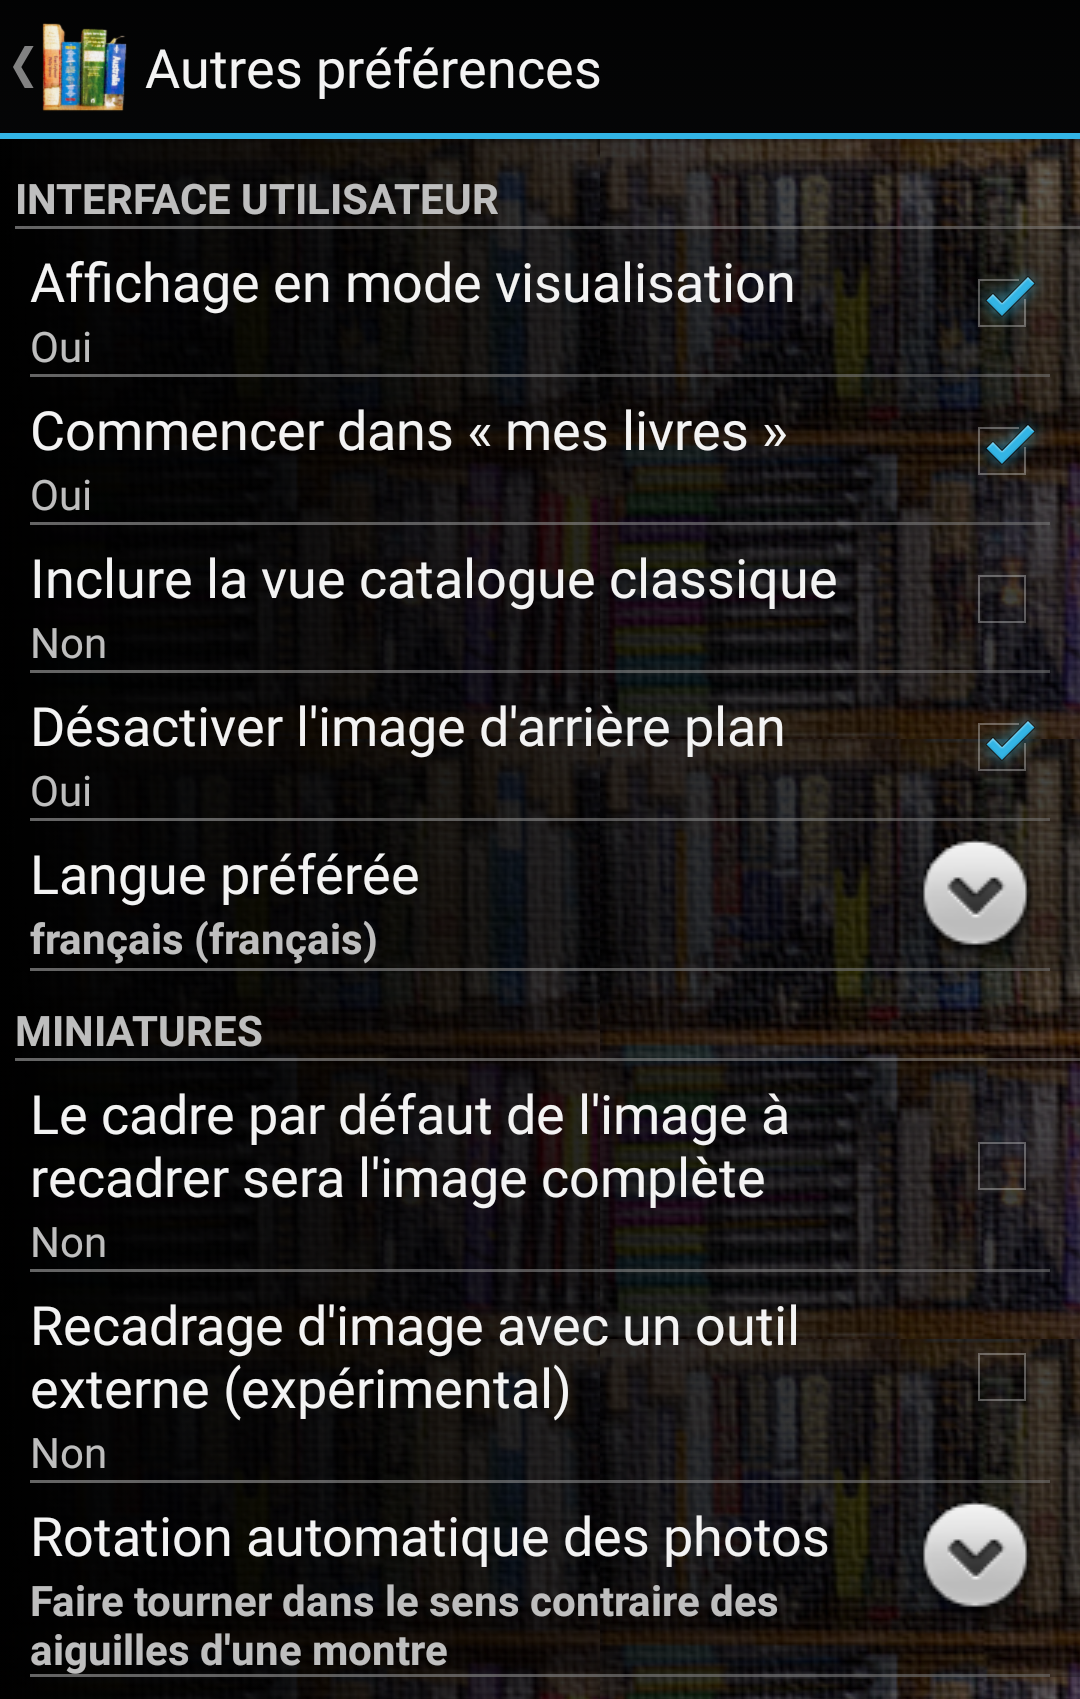 Autres préférences
INTERFACE UTILISATEUR
Affichage en mode visualisation
Oui
Commencer dans « mes livres »
Oui
Inclure la vue catalogue classique
Non
Désactiver l'image d'arrière plan
Oui
Langue préférée
français (français)
MINIATURES
Le cadre par défaut de l'image à
recadrer sera l'image complète
Non
Recadrage d'image avec un outil
externe (expérimental)
Non
Rotation automatique des photos
Faire tourner dans le sens contraire des
aiguilles d'une montre